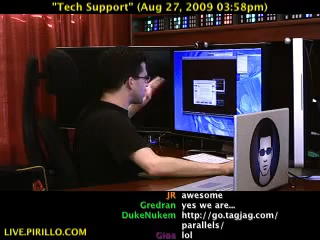 "Tech Support" (Aug 27, 2009 03:58pm)
JR awesome
Gredran yes we are...
DukeNukem http://go.tagjag.com/
parallels/
Gios lol
LIVE.PIRILLO.COM